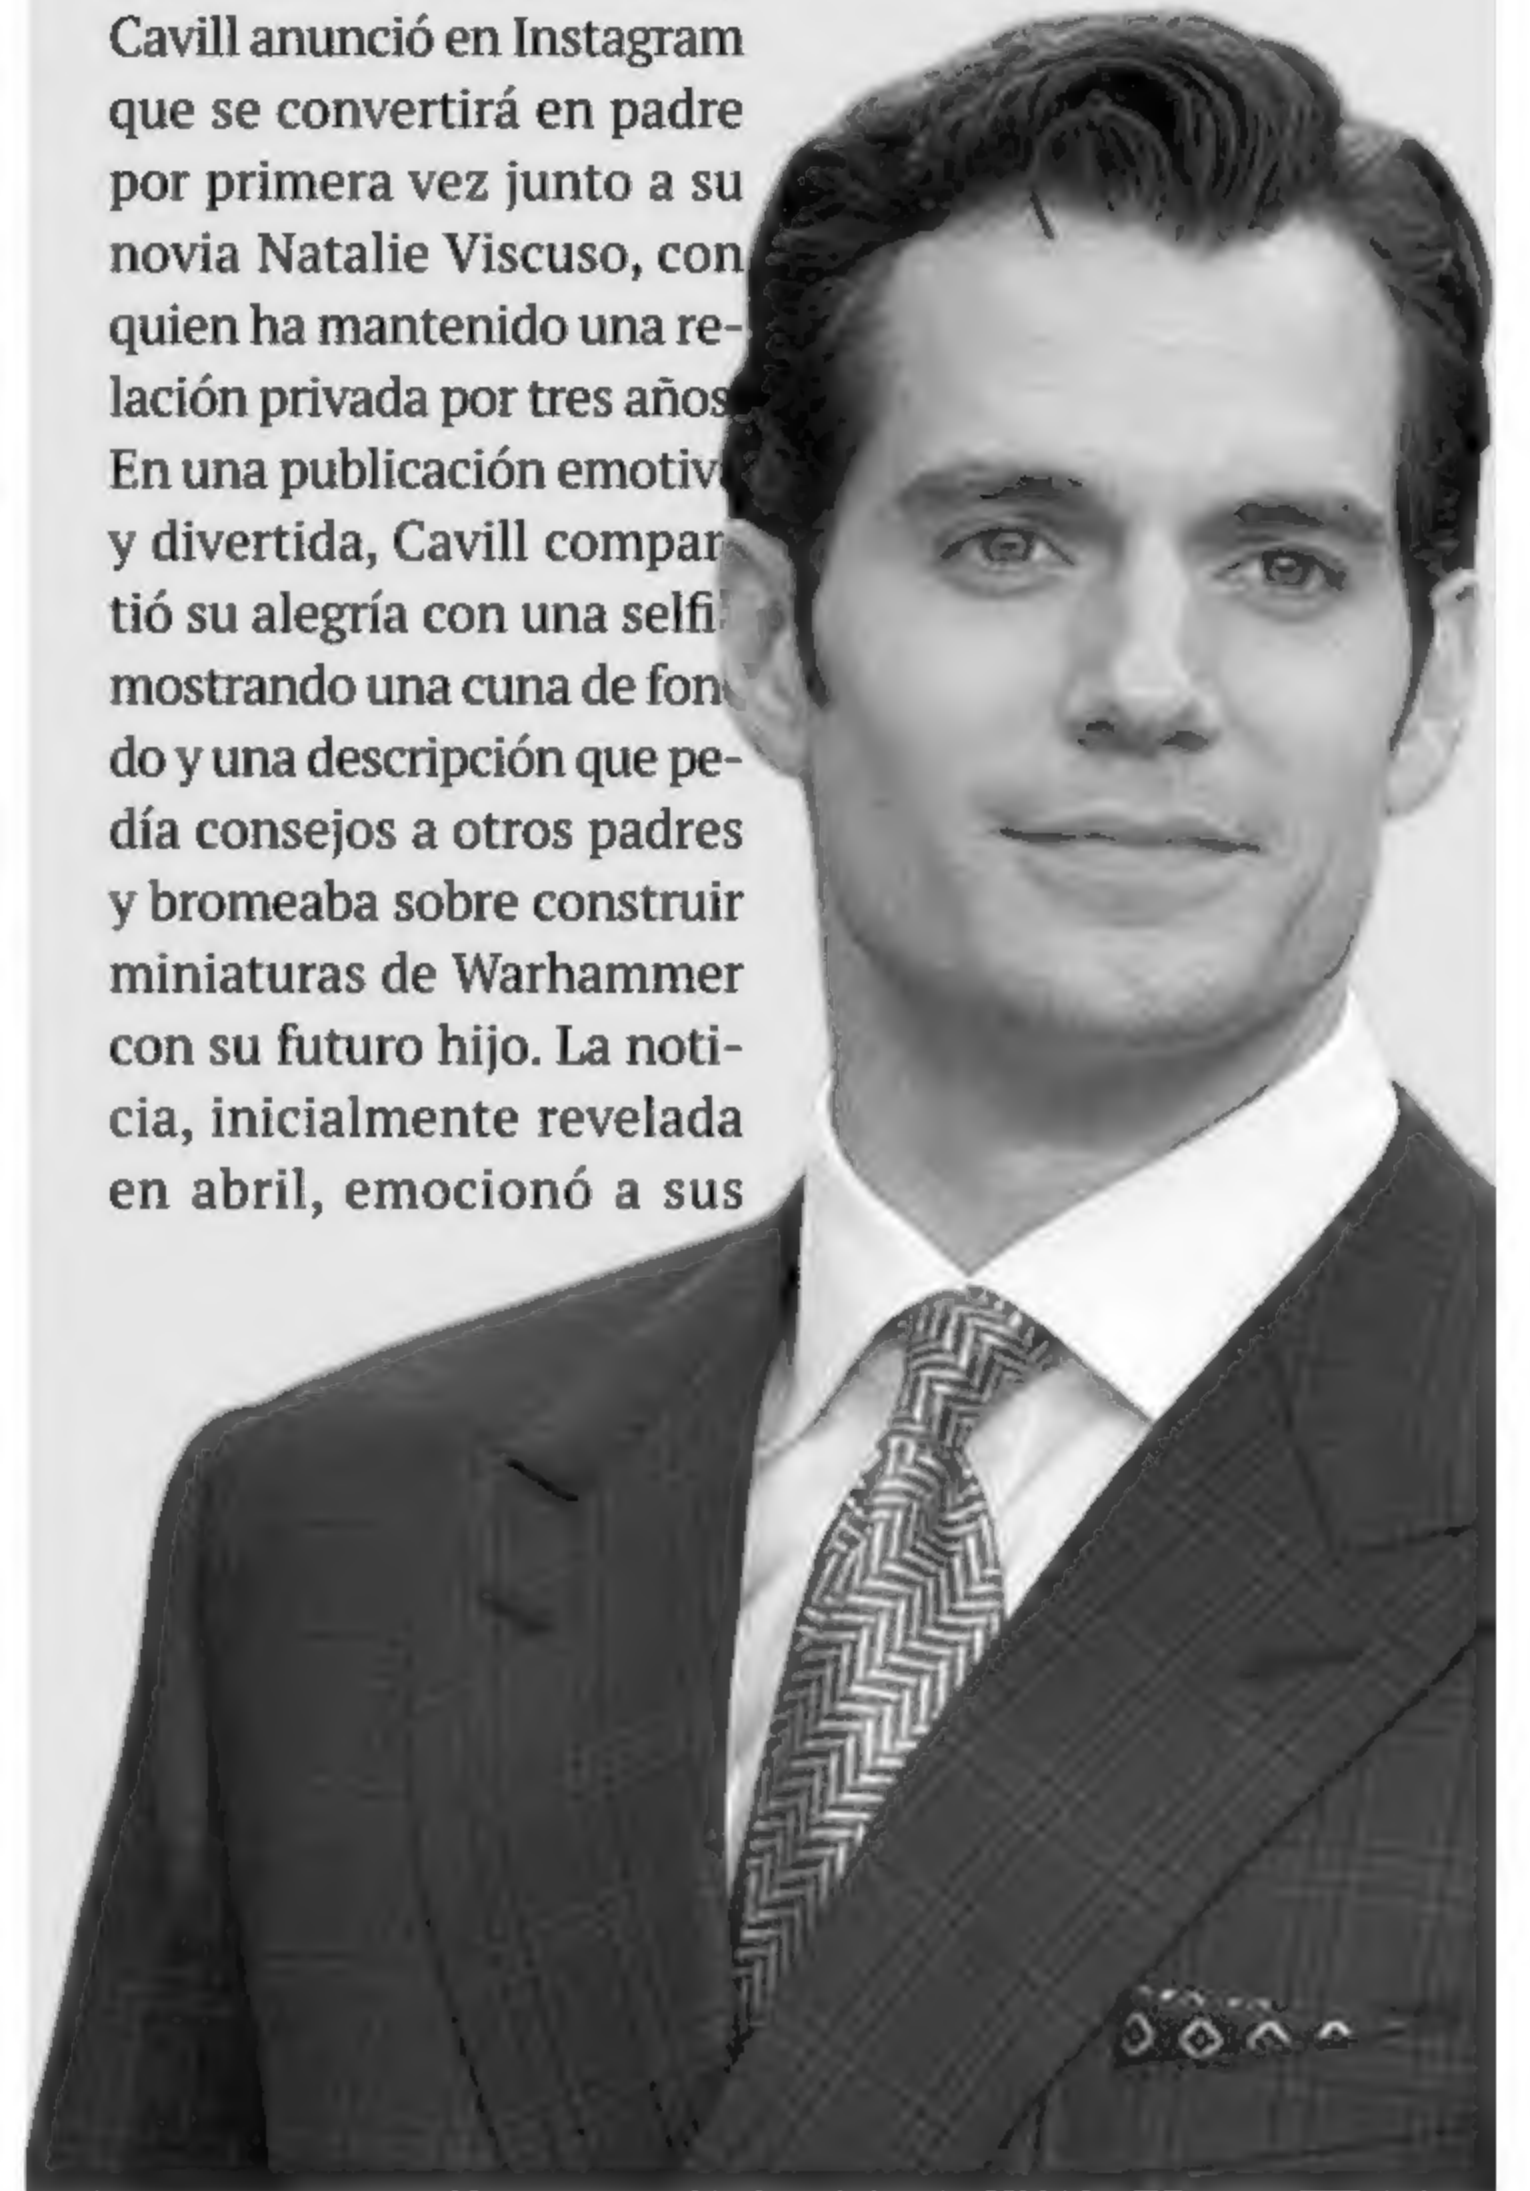 Cavill anunció en Instagram
que se convertirá en padre
por primera vez junto a su
novia Natalie Viscuso, con
quien ha mantenido una re-
lación privada por tres años
En una publicación emotiv
y divertida, Cavill compar
tió su alegría con una selfi
mostrando una cuna de fon
do y una descripción que pe-
día consejos a otros padres
y bromeaba sobre construir
miniaturas de Warhammer
con su futuro hijo. La noti-
cia, inicialmente revelada
en abril, emocionó a sus